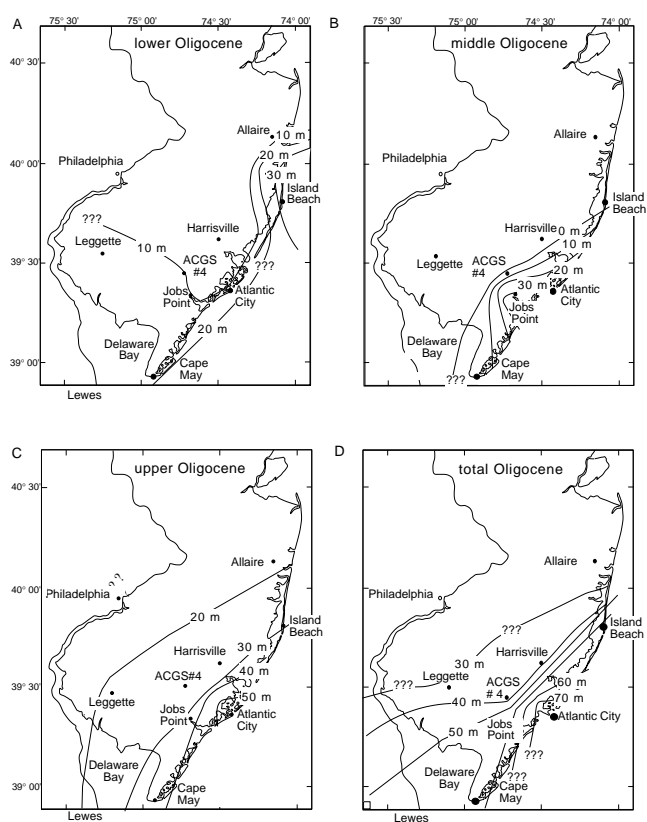 A
75° 30' 75° 00' 74° 30' 74° 00'
lower Oligocene
40° 30'
Allaire
10 m
40° 00'
20 m
Philadelphia
30 m
Island
Beach
???
Harrisville
10 m
Leggette
ACGS
#4
???
39° 30'
Jobs
Point
Atlantic
City
20 m
Delaware
Bay
39° 00'
Cape
May
Lewes
B
75° 00' 74° 30' 74° 00'
middle Oligocene
Allaire
Philadelphia
Island
Beach
Harrisville
0 m
10 m
Leggette
ACGS
#4
20 m
30 m
Atlantic
City
Jobs
Point
Delaware
Bay
Cape
May
???
C
upper Oligocene
40° 30'
Allaire
40° 00'
? ?
Philadelphia
20 m
Island
Beach
Harrisville
30 m
40 m
ACGS#4
39° 30'
Leggette
50 m
Jobs
Point
Atlantic
City
Delaware
Bay
39° 00'
Cape
May
Lewes
D
total Oligocene
Allaire
Philadelphia
Island
Beach
???
Harrisville
30 m
Leggette
???
ACGS
# 4
60 m
40 m
70 m
Atlantic City
50 m
Jobs
Point
???
Delaware
Bay
???
Cape
May
Lewes